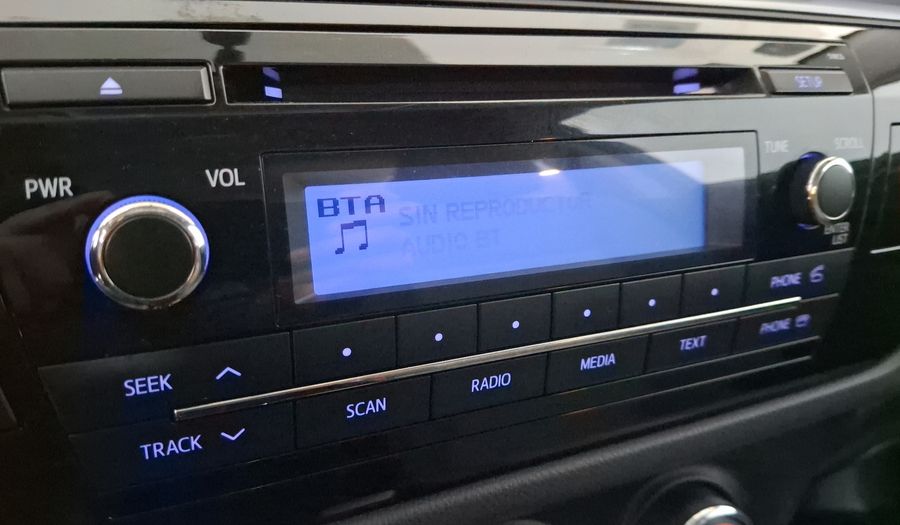 SETUP
PWR
VOL
TUNE
SCROLL
BTA
SIN REPRODUCTOR
AUDIO BT
ENTER
LIST
PHONE
SEEK
SCAN
RADIO
MEDIA
TEXT
PHONE
TRACK